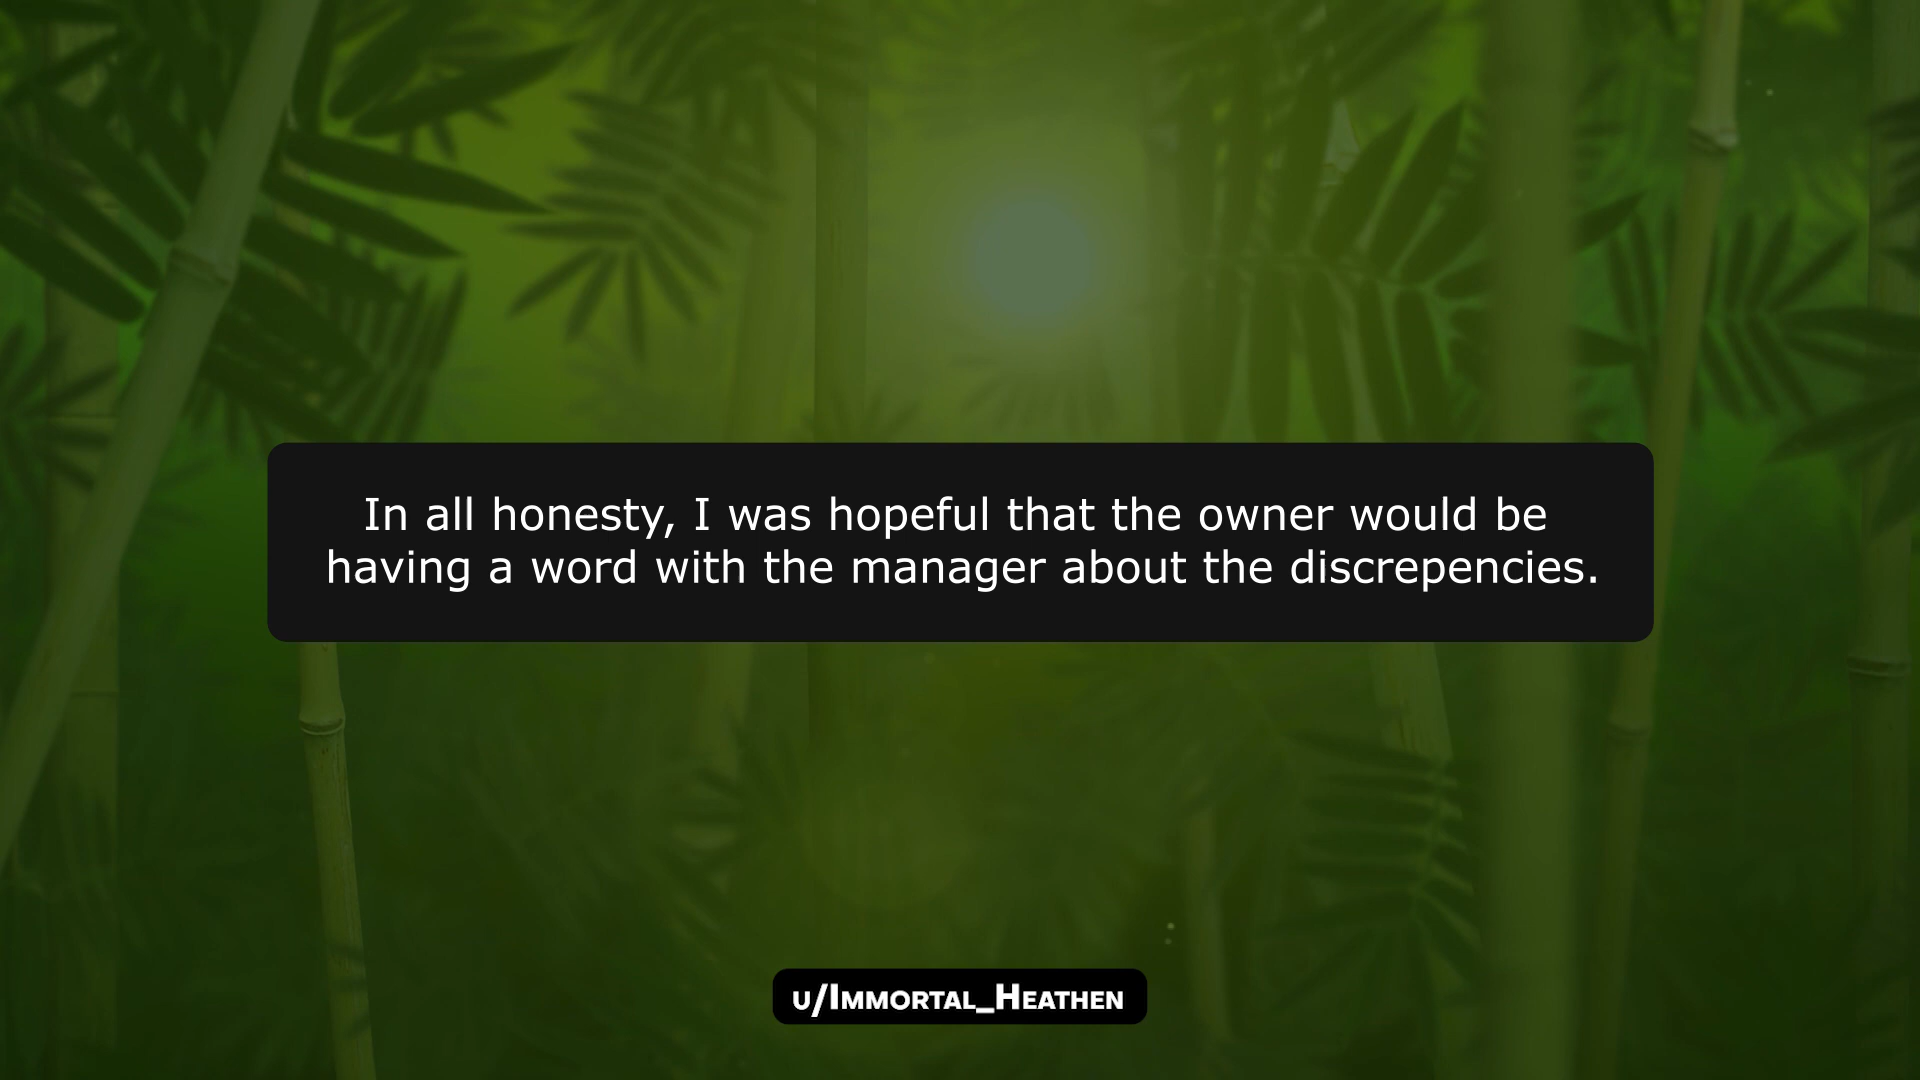 In all honesty, I was hopeful that the owner would be
having a word with the manager about the discrepencies.
u/Immortal_Heathen